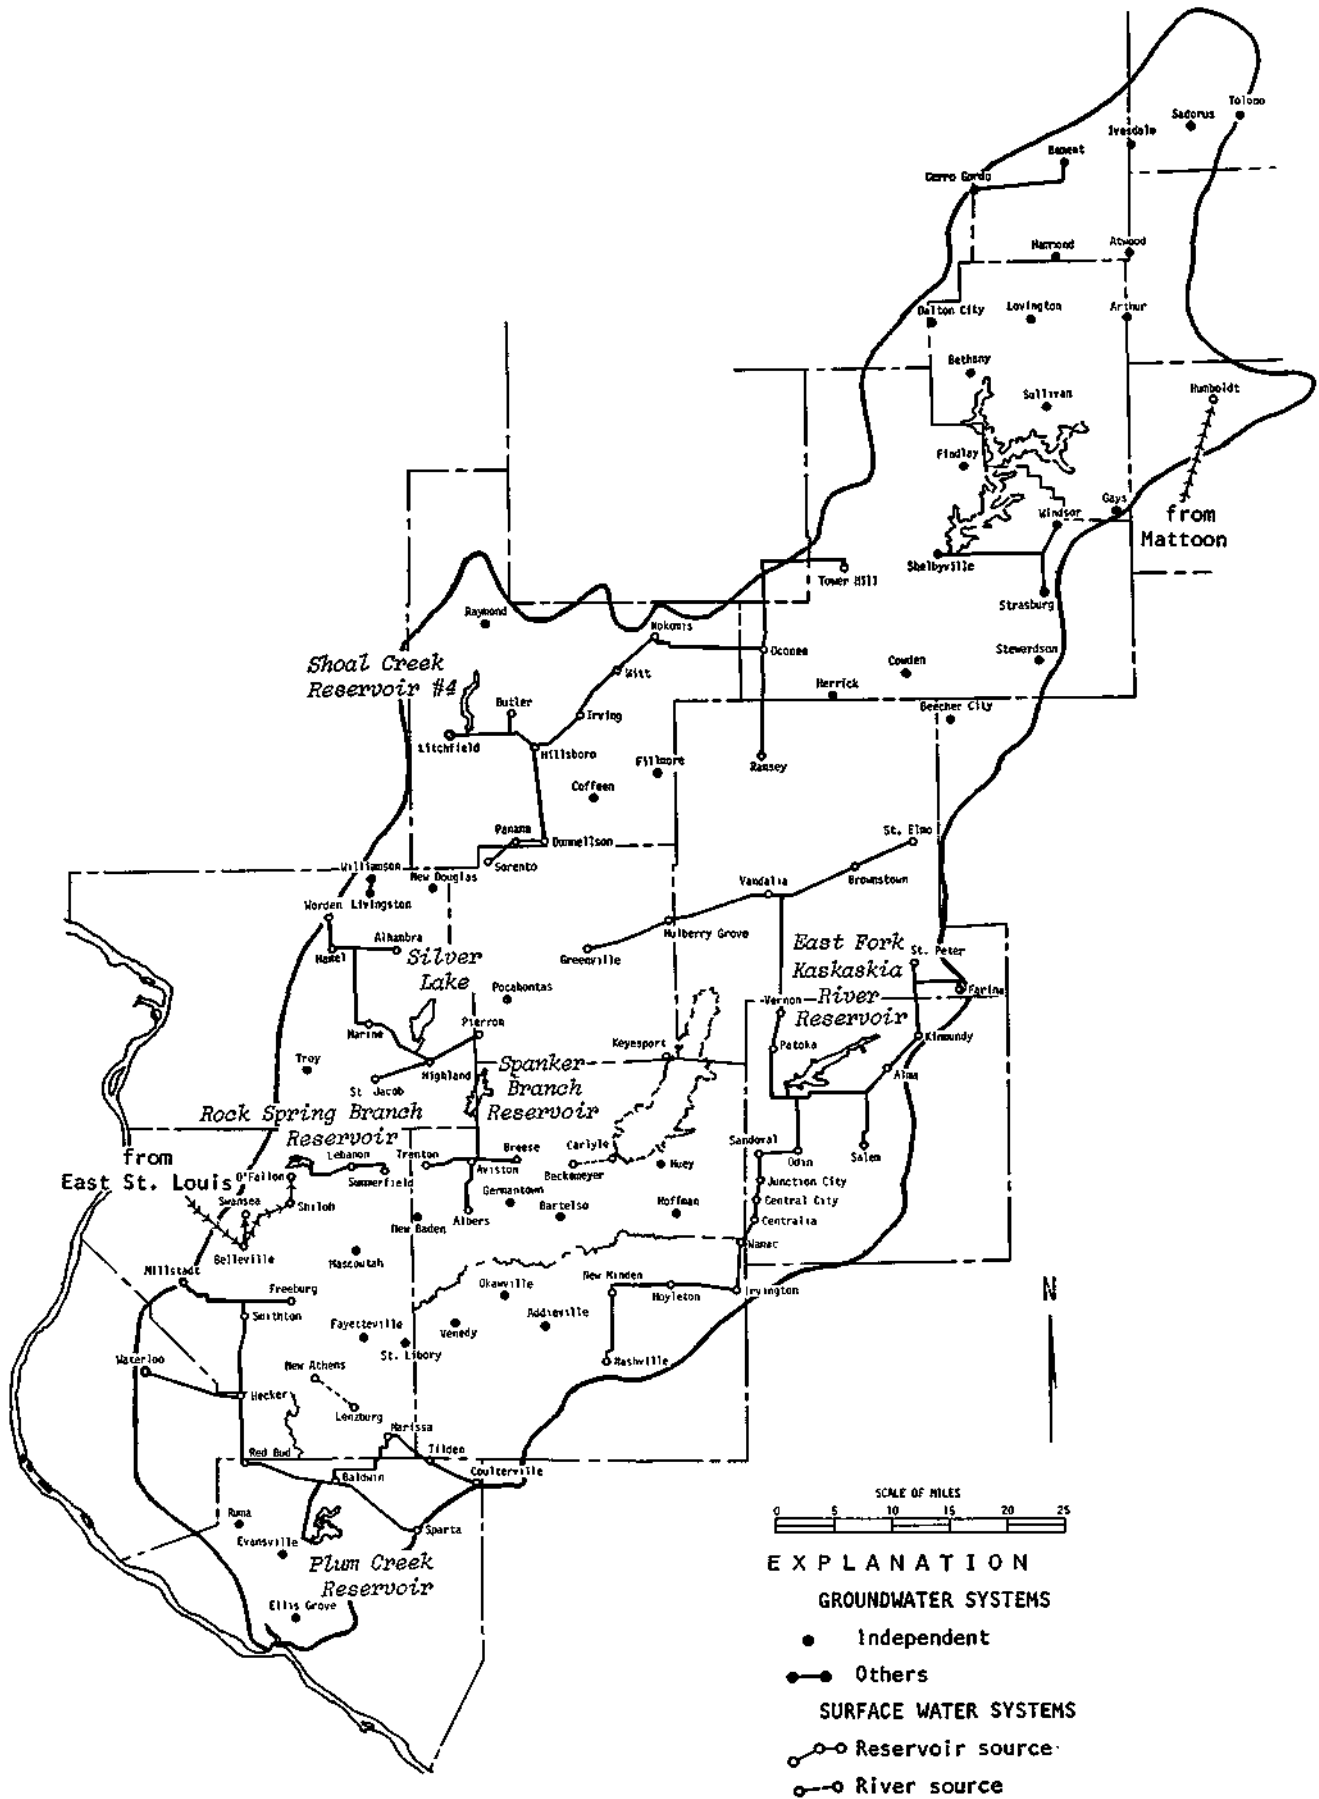 Tolono
Sadorus
Ivesdale
Bement
Cerro Gordo
Hammond
Atwood
Dalton City
Lovington
Arthur
Bethany
Humboldt
Sullivan
Findlay
Gays
Windsor
from
Mattoon
Shelbyville
Tower Hill
Strasburg
Raymond
Nokomis
Oconee
Stewardson
Cowden
Shoal Creek
Reservoir #4
Witt
Herrick
Butler
Irving
Beecher City
Litchfield
Hillsboro
Fillmore
Ramsey
Coffeen
Panama
Donnellson
St. Elmo
Sorento
Williamson
New Douglas
Vandalia
Brownstown
Worden
Livingston
Mulberry Grove
Alhambra
Hamel
Silver
Lake
Greenville
East Fork
Kaskaskia
River
Reservoir
St. Peter
Farina
Pocahontas
Vernon
Marine
Pierron
Keyesport
Patoka
Kinmundy
Troy
Highland
St Jacob
Spanker
Branch
Reservoir
Alma
Rock Spring Branch
Reservoir
Sandoval
Odin
Salem
from
East St. Louis
Lebanon
Trenton
Breese
Carlyle
Huey
O'Fallon
Summerfield
Aviston
Beckemeyer
Junction City
Swansea
Shiloh
Germantown
Bartelso
Hoffman
Central City
New Baden
Albers
Centralia
Belleville
Mascoutah
Wamac
Millstadt
Freeburg
Okawville
New Minden
Hoyleton
Irvington
N
Smithton
Fayetteville
Venedy
Addieville
St. Libory
Nashville
Waterloo
New Athens
Hecker
Lenzburg
Marissa
Red Bud
Tilden
Baldwin
Coulterville
Ruma
Sparta
Evansville
Plum Creek
Reservoir
Ellis Grove
SCALE OF MILES
0 5 10 15 20 25
EXPLANATION
GROUNDWATER SYSTEMS
Independent
Others
SURFACE WATER SYSTEMS
Reservoir source
River source